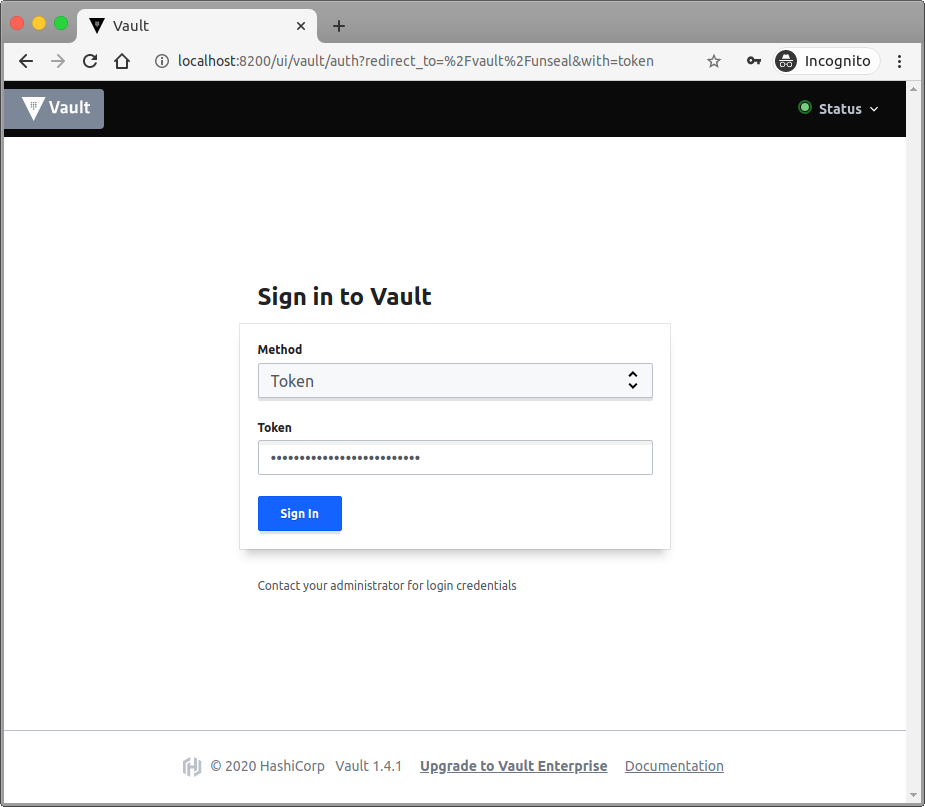 Vault
localhost:8200/ui/vault/auth?redirect_to=%2Fvault%2Funseal&with=token
Incognito
Vault
Status
Sign in to Vault
Method
Token
Token
••••••••••••••••••••••••••
Sign In
Contact your administrator for login credentials
© 2020 HashiCorp Vault 1.4.1 Upgrade to Vault Enterprise Documentation